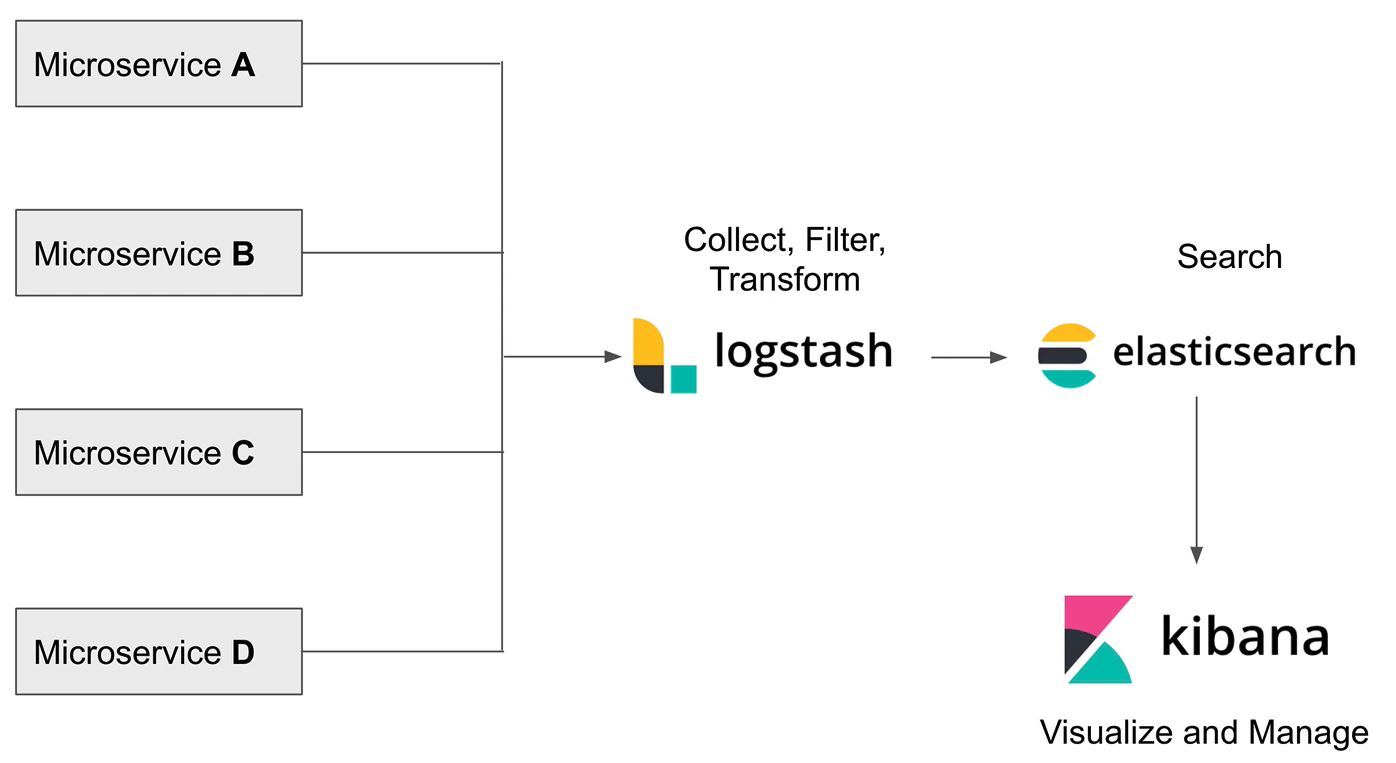 Microservice A
Microservice B
Microservice C
Microservice D
Collect, Filter,
Transform
logstash
Search
elasticsearch
kibana
Visualize and Manage